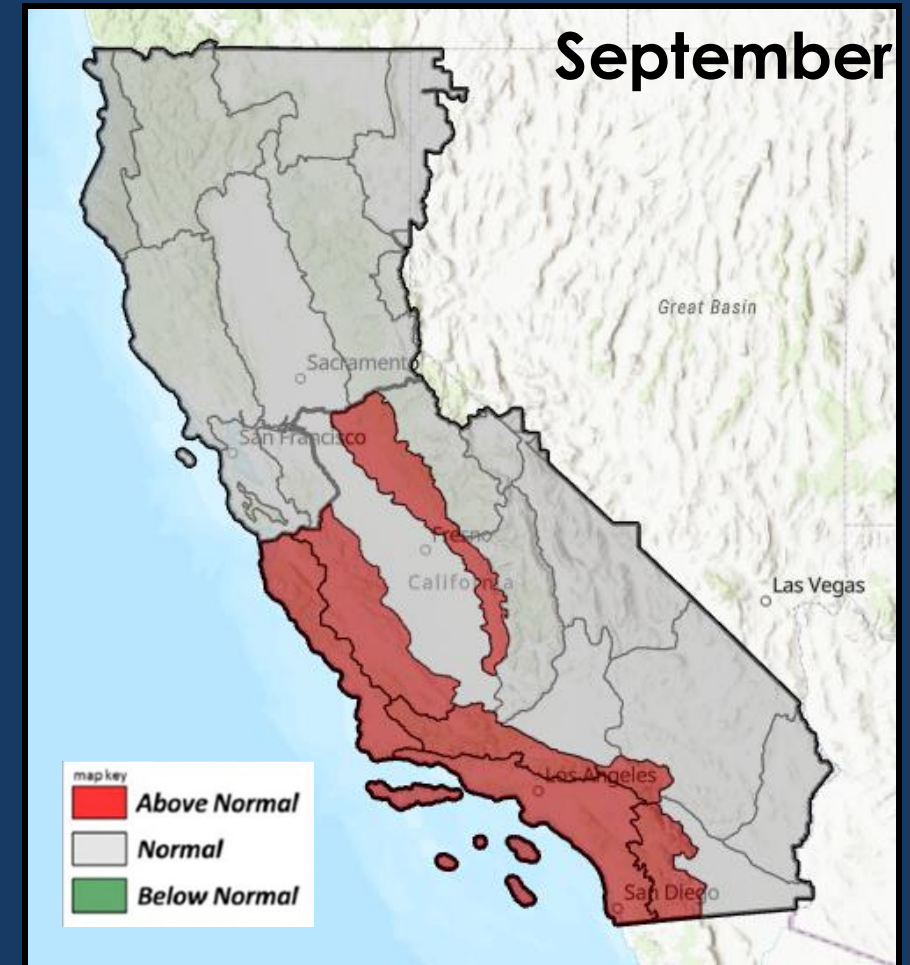 September
Great Basin
Sacramento
San Francisco
Fresno
California
Las Vegas
Los Angeles
San Diego
map key
Above Normal
Normal
Below Normal